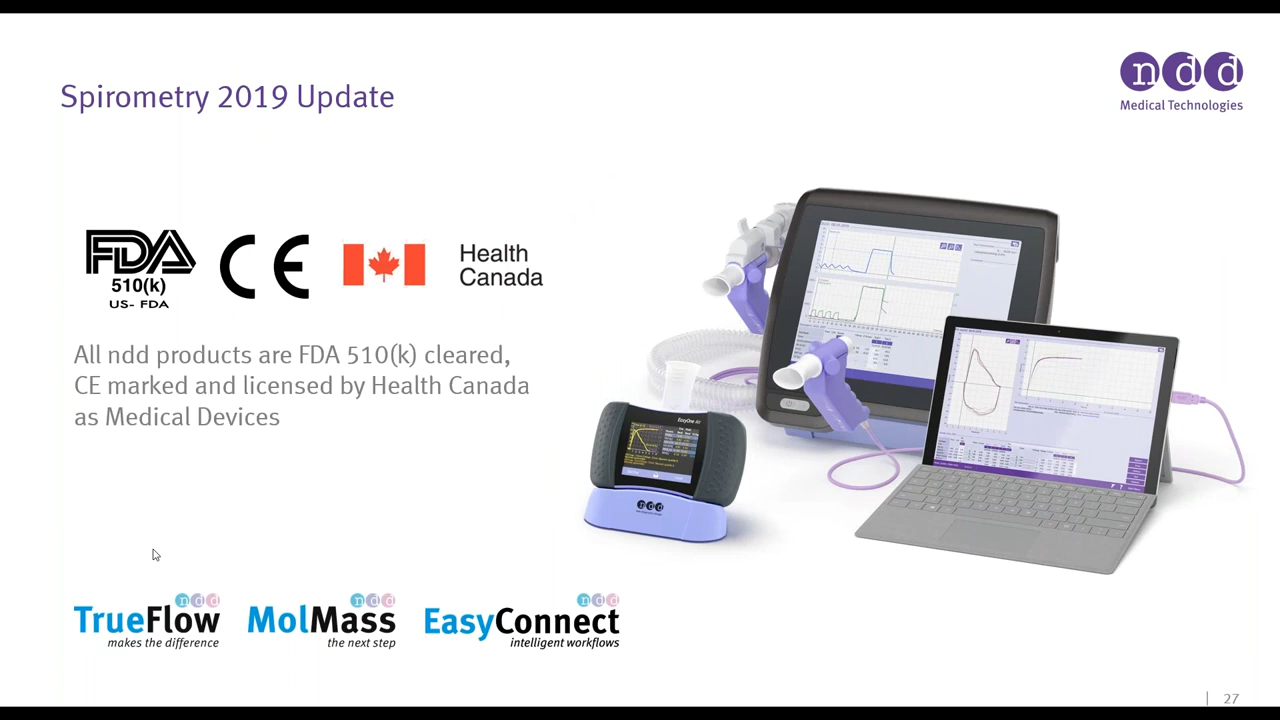 Spirometry 2019 Update
ndd
Medical Technologies
FDA
510(k)
US- FDA
CE
Health
Canada
All ndd products are FDA 510(k) cleared,
CE marked and licensed by Health Canada
as Medical Devices
EasyOne Air
ndd
ndd
TrueFlow
makes the difference
ndd
MolMass
the next step
ndd
EasyConnect
intelligent workflows
| 27